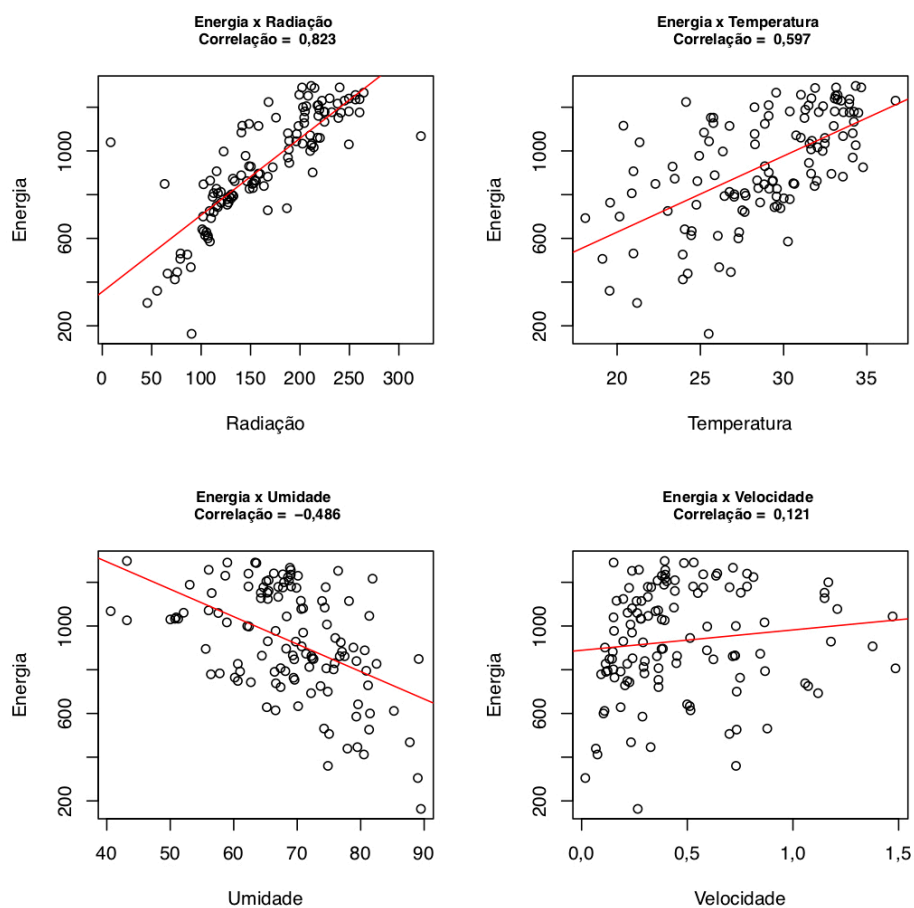 Energia x Radiação
Correlação = 0,823
Energia
200
600
1000
0 50 100 150 200 250 300
Radiação
Energia x Temperatura
Correlação = 0,597
Energia
200
600
1000
20 25 30 35
Temperatura
Energia x Umidade
Correlação = −0,486
Energia
200
600
1000
40 50 60 70 80 90
Umidade
Energia x Velocidade
Correlação = 0,121
Energia
200
600
1000
0,0 0,5 1,0 1,5
Velocidade